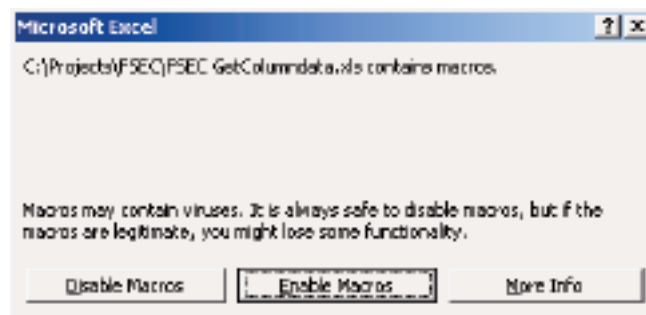 Microsoft Excel
C:\Projects\FSEC\FSEC GetColumndata.xls contains macros.
Macros may contain viruses. It is always safe to disable macros, but if the
macros are legitimate, you might lose some functionality.
Disable Macros Enable Macros More Info